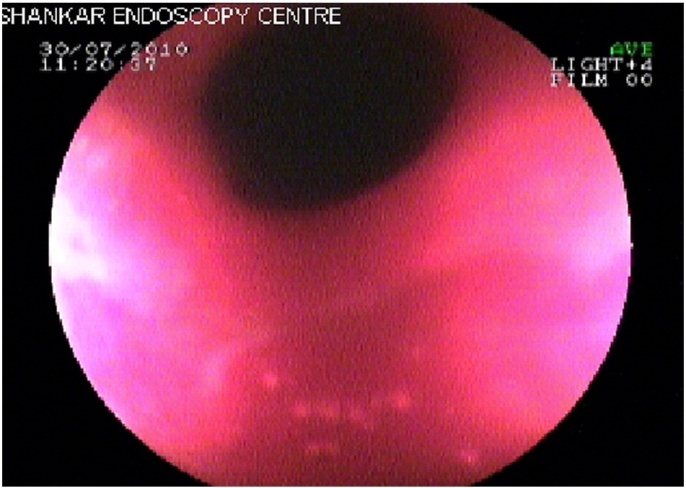 SHANKAR ENDOSCOPY CENTRE
30/07/2010
11:20:37
AVE
LIGHT+4
FILM 00